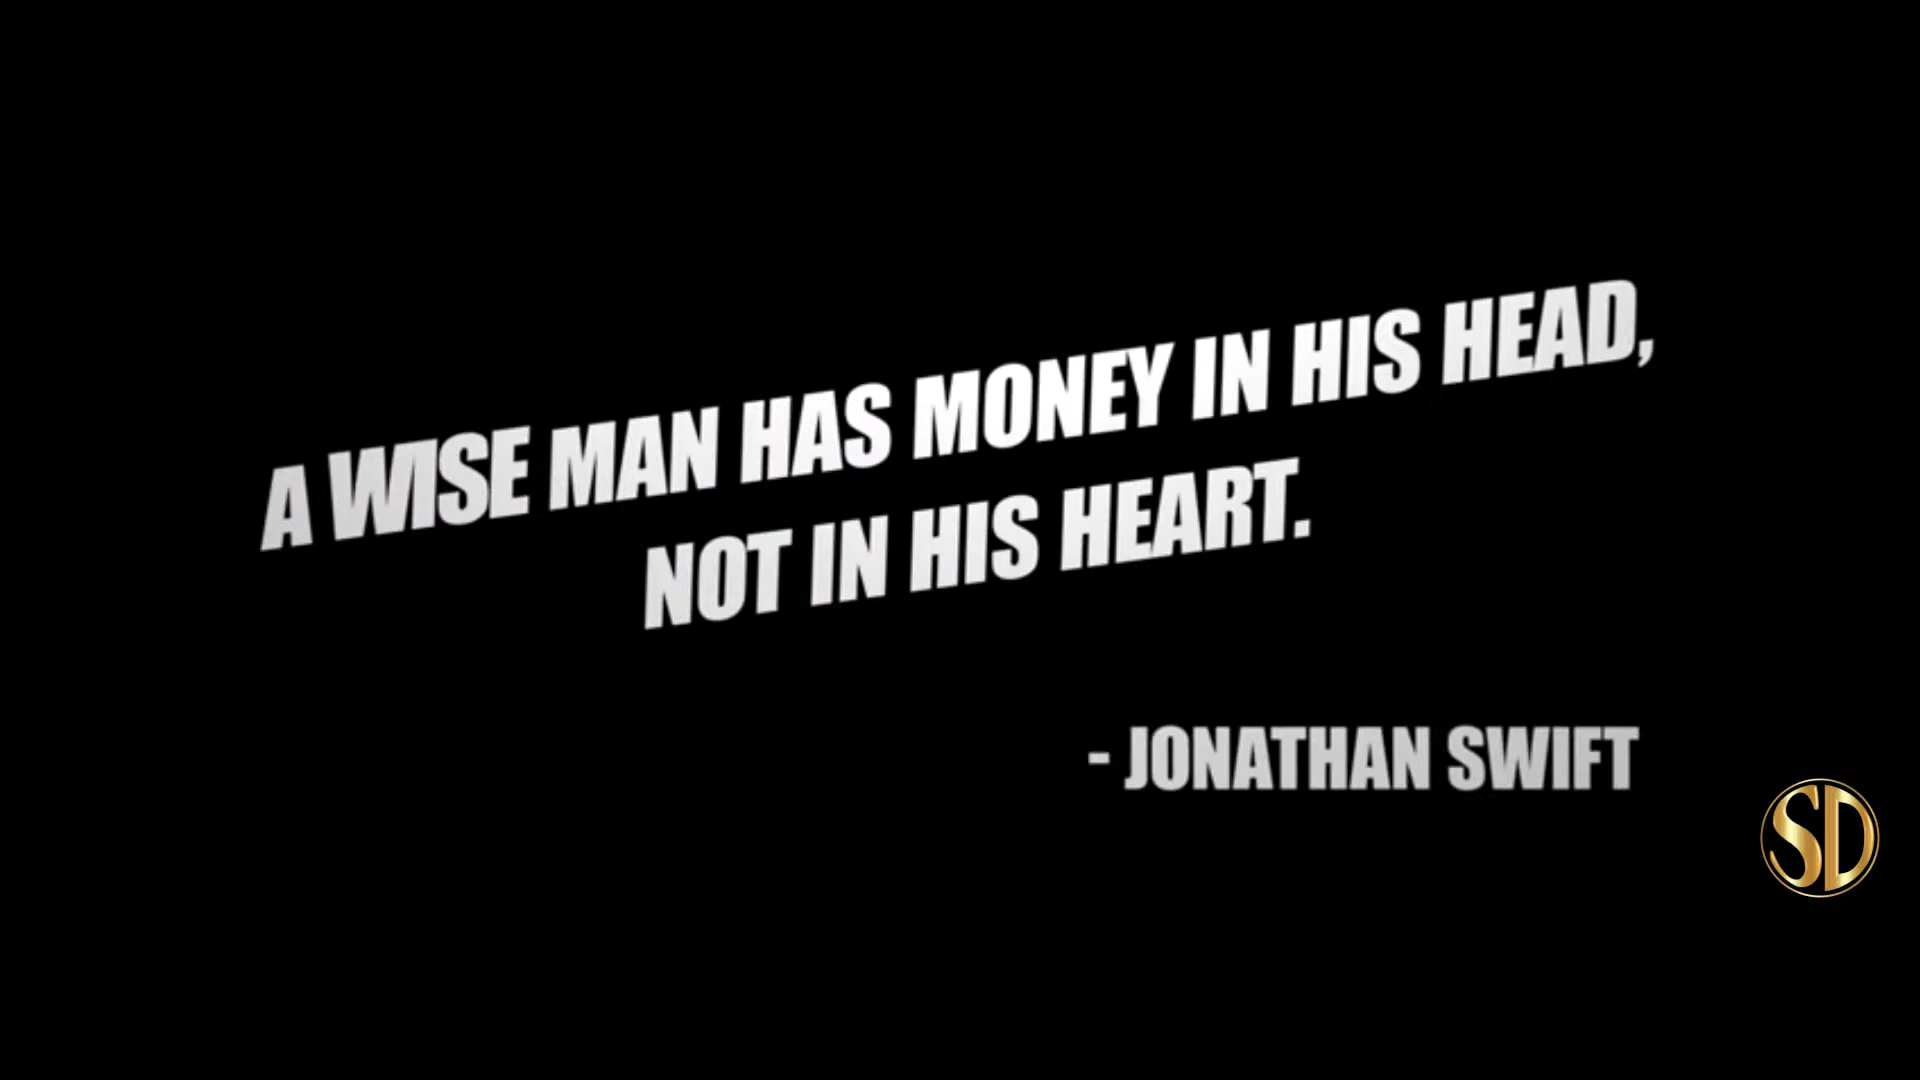 A WISE MAN HAS MONEY IN HIS HEAD,
NOT IN HIS HEART.
- JONATHAN SWIFT
SD